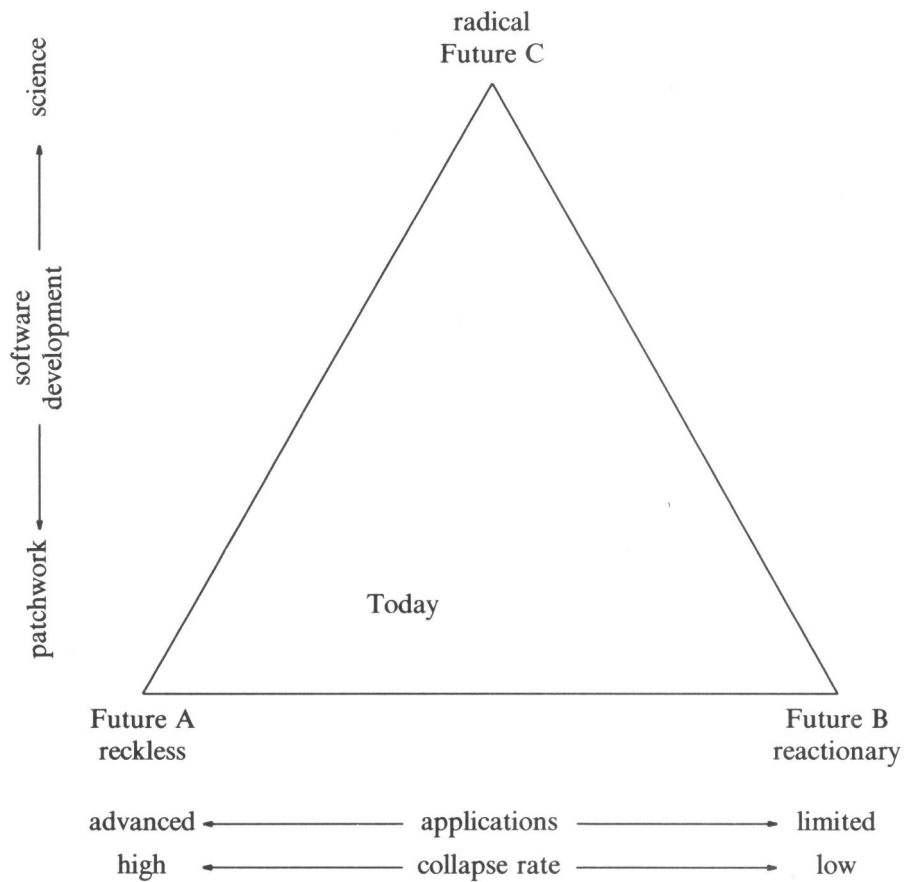 radical
Future C
science
software
development
patchwork
Today
Future A
reckless
Future B
reactionary
advanced applications limited
high collapse rate low